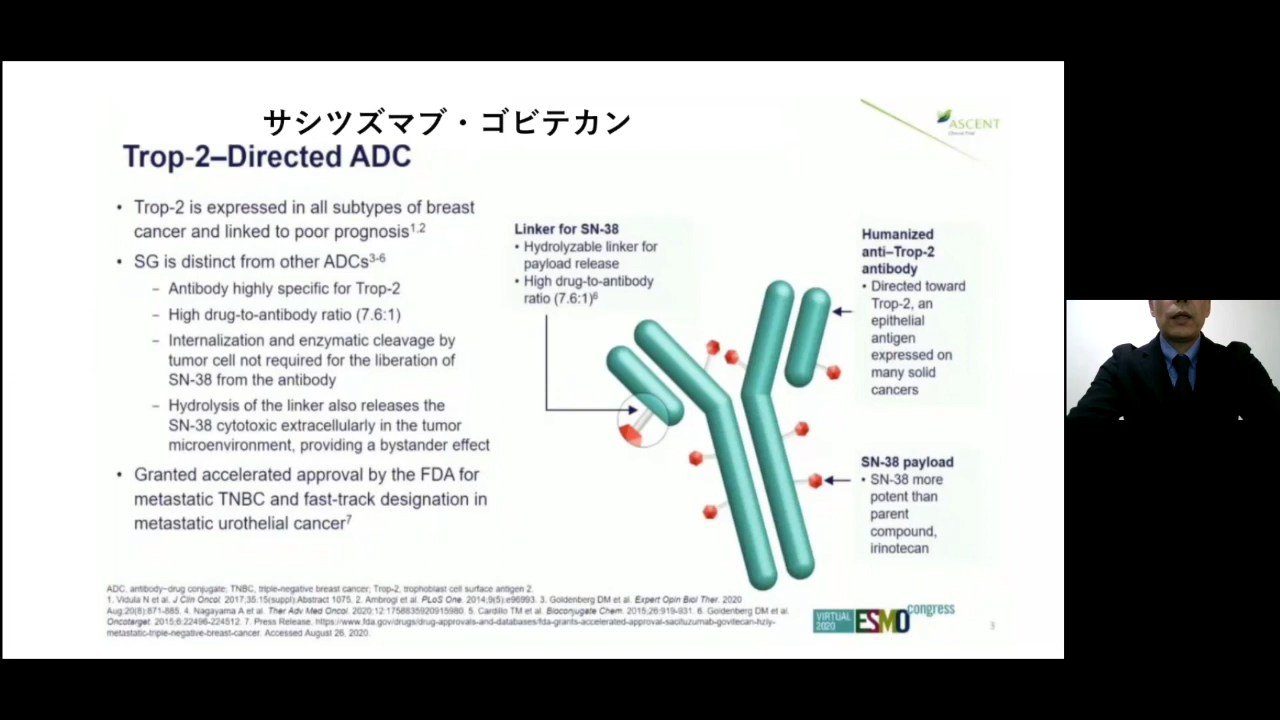 サシツズマブ・ゴビテカン
Trop-2–Directed ADC
ASCENT
• Trop-2 is expressed in all subtypes of breast
cancer and linked to poor prognosis1,2
• SG is distinct from other ADCs3-6
– Antibody highly specific for Trop-2
– High drug-to-antibody ratio (7.6:1)
– Internalization and enzymatic cleavage by
tumor cell not required for the liberation of
SN-38 from the antibody
– Hydrolysis of the linker also releases the
SN-38 cytotoxic extracellularly in the tumor
microenvironment, providing a bystander effect
• Granted accelerated approval by the FDA for
metastatic TNBC and fast-track designation in
metastatic urothelial cancer7
Linker for SN-38
• Hydrolyzable linker for
payload release
• High drug-to-antibody
ratio (7.6:1)6
Humanized
anti–Trop-2
antibody
• Directed toward
Trop-2, an
epithelial
antigen
expressed on
many solid
cancers
SN-38 payload
• SN-38 more
potent than
parent
compound,
irinotecan
ADC, antibody–drug conjugate; TNBC, triple-negative breast cancer; Trop-2, trophoblast cell surface antigen 2.
1. Vidula N et al. J Clin Oncol. 2017;35:15(suppl):Abstract 1075. 2. Ambrogi et al. PLoS One. 2014;9(5):e96993. 3. Goldenberg DM et al. Expert Opin Biol Ther. 2020
Aug;20(8):871-885. 4. Nagayama A et al. Ther Adv Med Oncol. 2020;12:1758835920915980. 5. Cardillo TM et al. Bioconjugate Chem. 2015;26:919-931. 6. Goldenberg DM et al.
Oncotarget. 2015;6:22496-224512. 7. Press Release. https://www.fda.gov/drugs/drug-approvals-and-databases/fda-grants-accelerated-approval-sacituzumab-govitecan-hziy-
metastatic-triple-negative-breast-cancer. Accessed August 26, 2020.
VIRTUAL
2020
ESMO congress
3